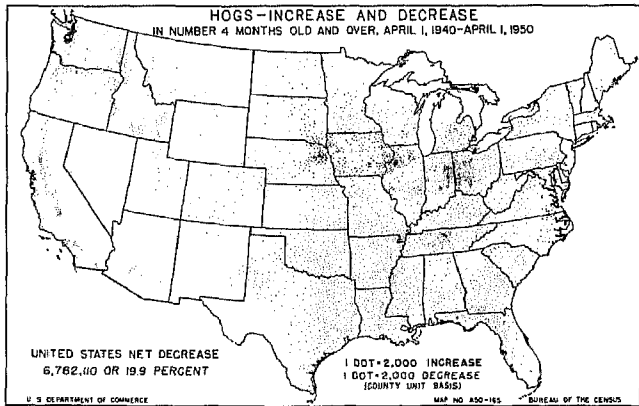 HOGS-INCREASE AND DECREASE
IN NUMBER 4 MONTHS OLD AND OVER, APRIL 1, 1940-APRIL 1, 1950
UNITED STATES NET DECREASE
6,762,110 OR 19.9 PERCENT
1 DOT=2,000 INCREASE
1 DOT=2,000 DECREASE
(COUNTY UNIT BASIS)
U S DEPARTMENT OF COMMERCE
MAP NO A50-165
BUREAU OF THE CENSUS